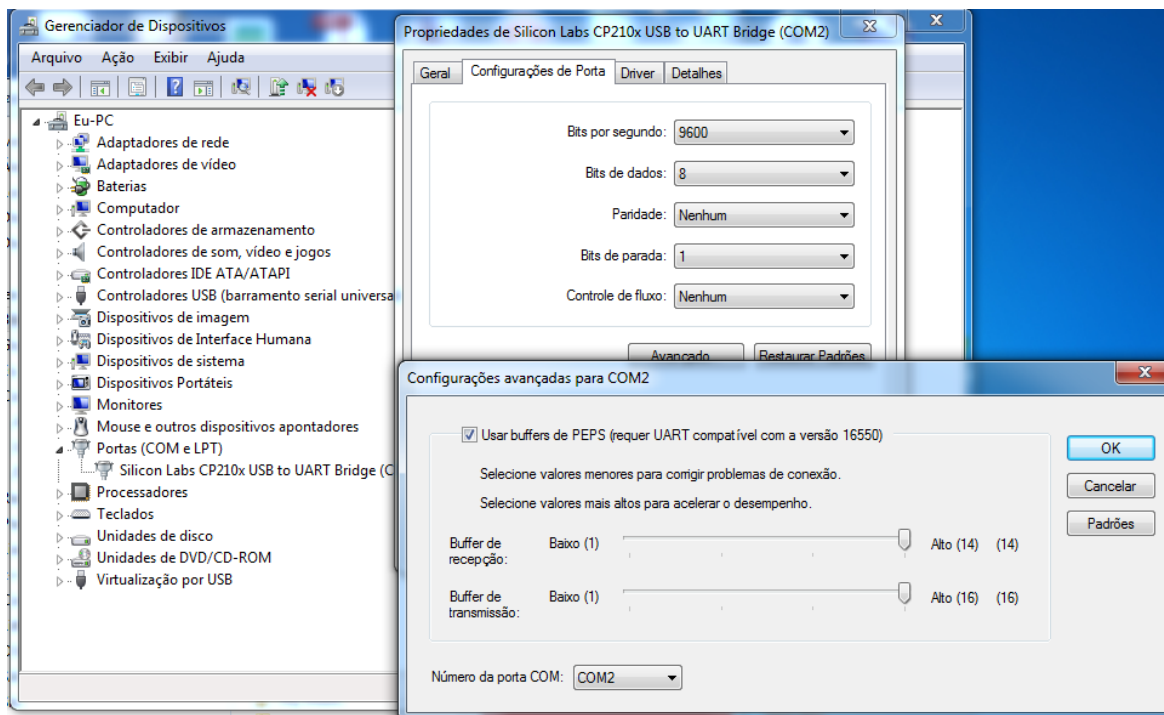 Gerenciador de Dispositivos
Arquivo Ação Exibir Ajuda
Eu-PC
Adaptadores de rede
Adaptadores de vídeo
Baterias
Computador
Controladores de armazenamento
Controladores de som, vídeo e jogos
Controladores IDE ATA/ATAPI
Controladores USB (barramento serial universa
Dispositivos de imagem
Dispositivos de Interface Humana
Dispositivos de sistema
Dispositivos Portáteis
Monitores
Mouse e outros dispositivos apontadores
Portas (COM e LPT)
Silicon Labs CP210x USB to UART Bridge (C
Processadores
Teclados
Unidades de disco
Unidades de DVD/CD-ROM
Virtualização por USB
Propriedades de Silicon Labs CP210x USB to UART Bridge (COM2)
Geral Configurações de Porta Driver Detalhes
Bits por segundo: 9600
Bits de dados: 8
Paridade: Nenhum
Bits de parada: 1
Controle de fluxo: Nenhum
Avançado Restaurar Padrões
Configurações avançadas para COM2
Usar buffers de PEPS (requer UART compatível com a versão 16550)
OK
Selecione valores menores para corrigir problemas de conexão.
Cancelar
Selecione valores mais altos para acelerar o desempenho.
Padrões
Buffer de recepção: Baixo (1) Alto (14) (14)
Buffer de transmissão: Baixo (1) Alto (16) (16)
Número da porta COM: COM2